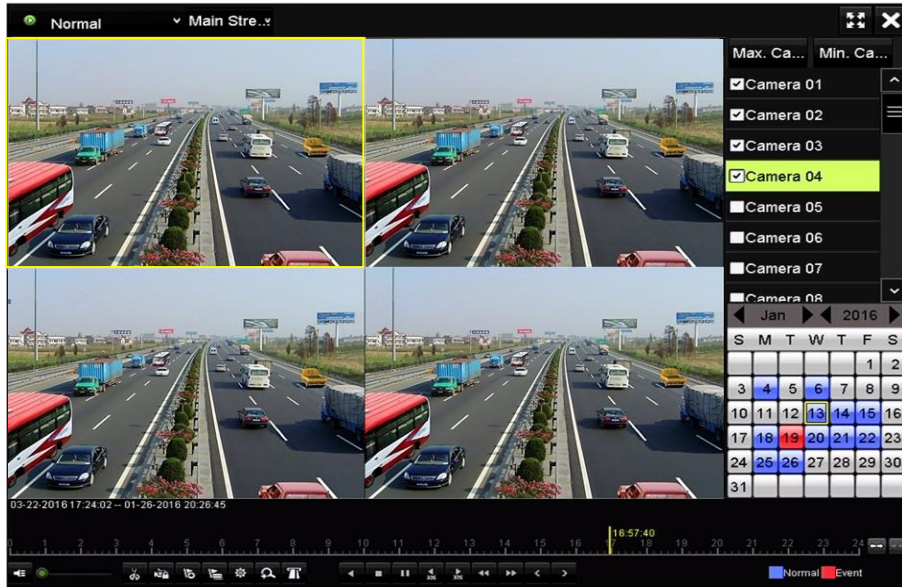 Normal
Main Stre...
Max. Ca...
Min. Ca...
Camera 01
Camera 02
Camera 03
Camera 04
Camera 05
Camera 06
Camera 07
Camera 08
Jan
2016
S M T W T F S
1 2
3 4 5 6 7 8 9
10 11 12 13 14 15 16
17 18 19 20 21 22 23
24 25 26 27 28 29 30
31
03-22-2016 17:24:02 -- 01-26-2016 20:26:45
16:57:40
0 1 2 3 4 5 6 7 8 9 10 11 12 13 14 15 16 17 18 19 20 21 22 23 24
30S
30S
Normal
Event